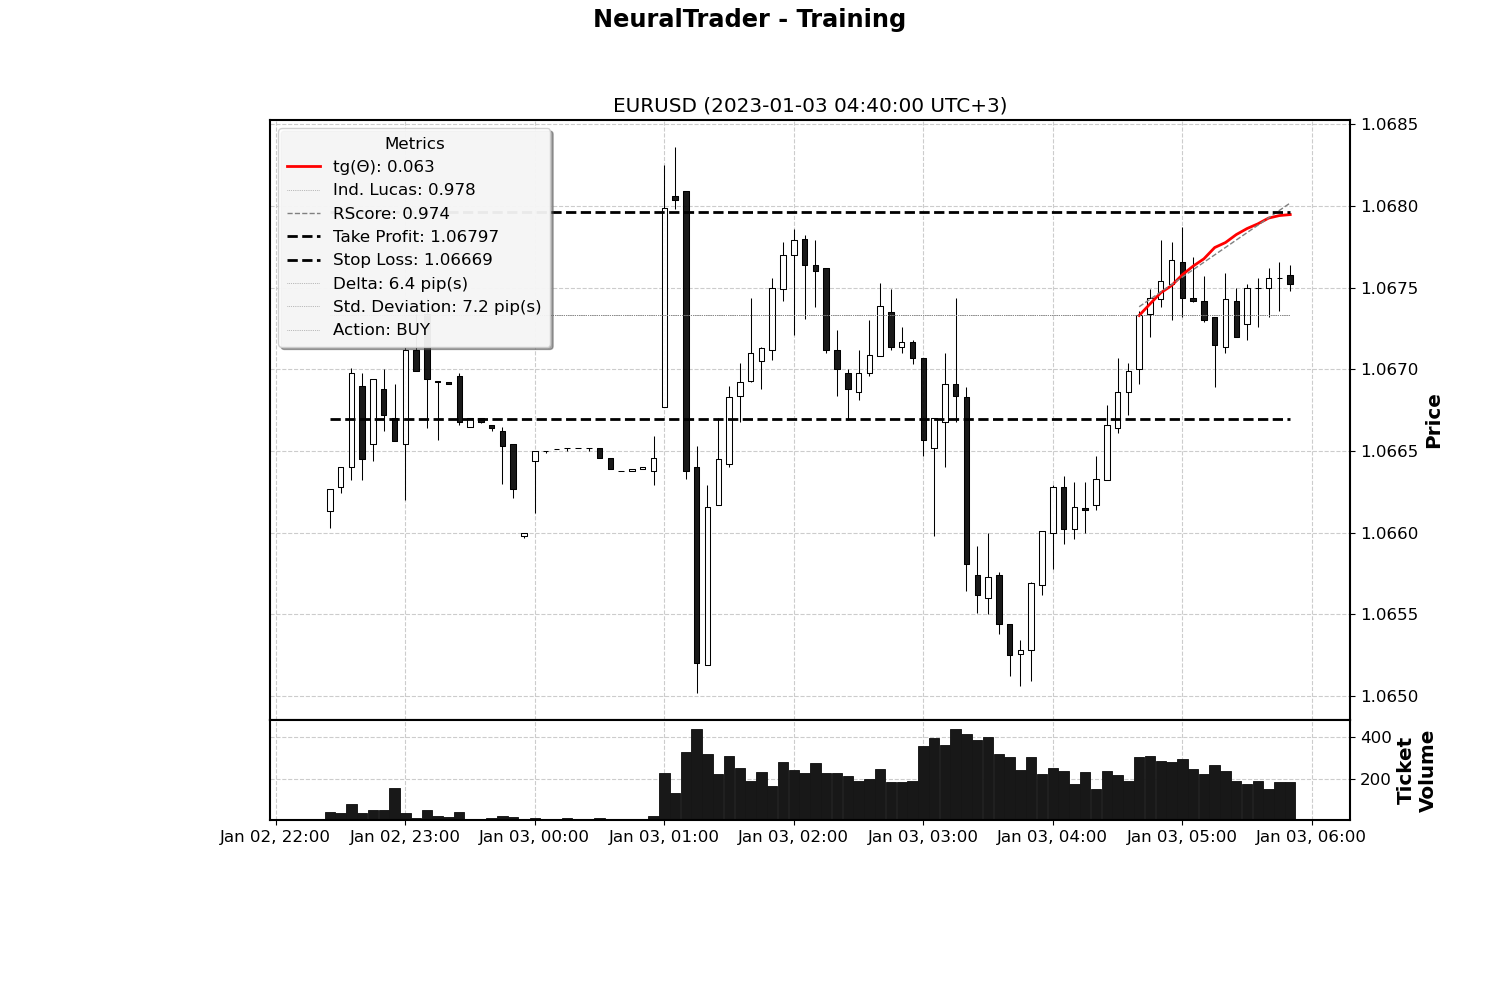 NeuralTrader - Training
EURUSD (2023-01-03 04:40:00 UTC+3)
Metrics
tg(Θ): 0.063
Ind. Lucas: 0.978
RScore: 0.974
Take Profit: 1.06797
Stop Loss: 1.06669
Delta: 6.4 pip(s)
Std. Deviation: 7.2 pip(s)
Action: BUY
1.0685
1.0680
1.0675
1.0670
1.0665
1.0660
1.0655
1.0650
Price
400
200
Ticket
Volume
Jan 02, 22:00
Jan 02, 23:00
Jan 03, 00:00
Jan 03, 01:00
Jan 03, 02:00
Jan 03, 03:00
Jan 03, 04:00
Jan 03, 05:00
Jan 03, 06:00